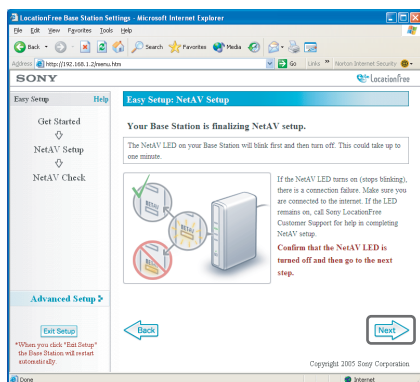 LocationFree Base Station Settings - Microsoft Internet Explorer
File Edit View Favorites Tools Help
Back Search Favorites Media
Address http://192.168.1.2/menu.htm Go Links » Norton Internet Security
SONY LocationFree
Easy Setup Help
Easy Setup: NetAV Setup
Get Started
NetAV Setup
NetAV Check
Your Base Station is finalizing NetAV setup.
The NetAV LED on your Base Station will blink first and then turn off. This could take up to
one minute.
NETAV
NETAV
NETAV
If the NetAV LED turns on (stops blinking),
there is a connection failure. Make sure you
are connected to the internet. If the LED
remains on, call Sony LocationFree
Customer Support for help in completing
NetAV setup.
Confirm that the NetAV LED is
turned off and then go to the next
step.
Advanced Setup
Exit Setup
*When you click "Exit Setup"
the Base Station will restart
automatically.
Back
Next
Copyright 2005 Sony Corporation
Done Internet